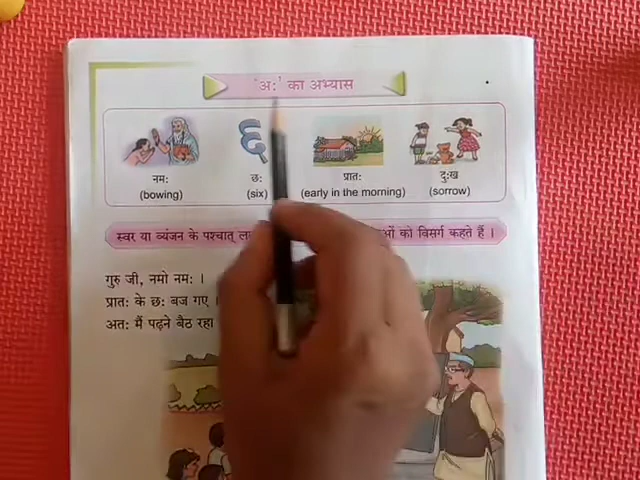 'अः' का अभ्यास
नमः छः प्रातः दुःख
(bowing) (six) (early in the morning) (sorrow)
स्वर या व्यंजन के पश्चात् को विसर्ग कहते हैं ।
गुरु जी, नमो नमः ।
प्रातः के छः बज गए ।
अतः मैं पढ़ने बैठ रहा